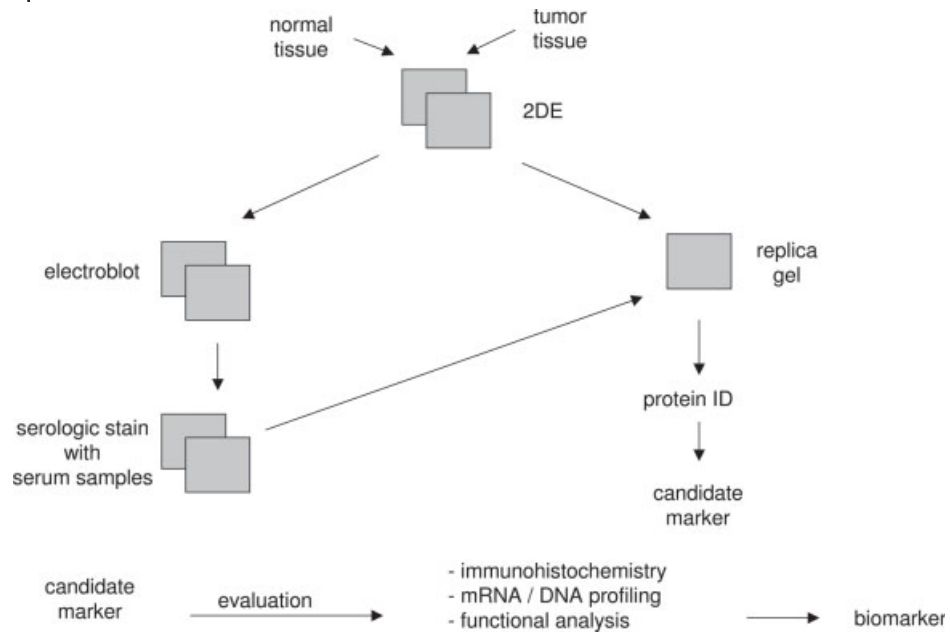 normal
tissue
tumor
tissue
2DE
electroblot
replica
gel
serologic stain
with
serum samples
protein ID
candidate
marker
candidate
marker
evaluation
- immunohistochemistry
- mRNA / DNA profiling
- functional analysis
biomarker